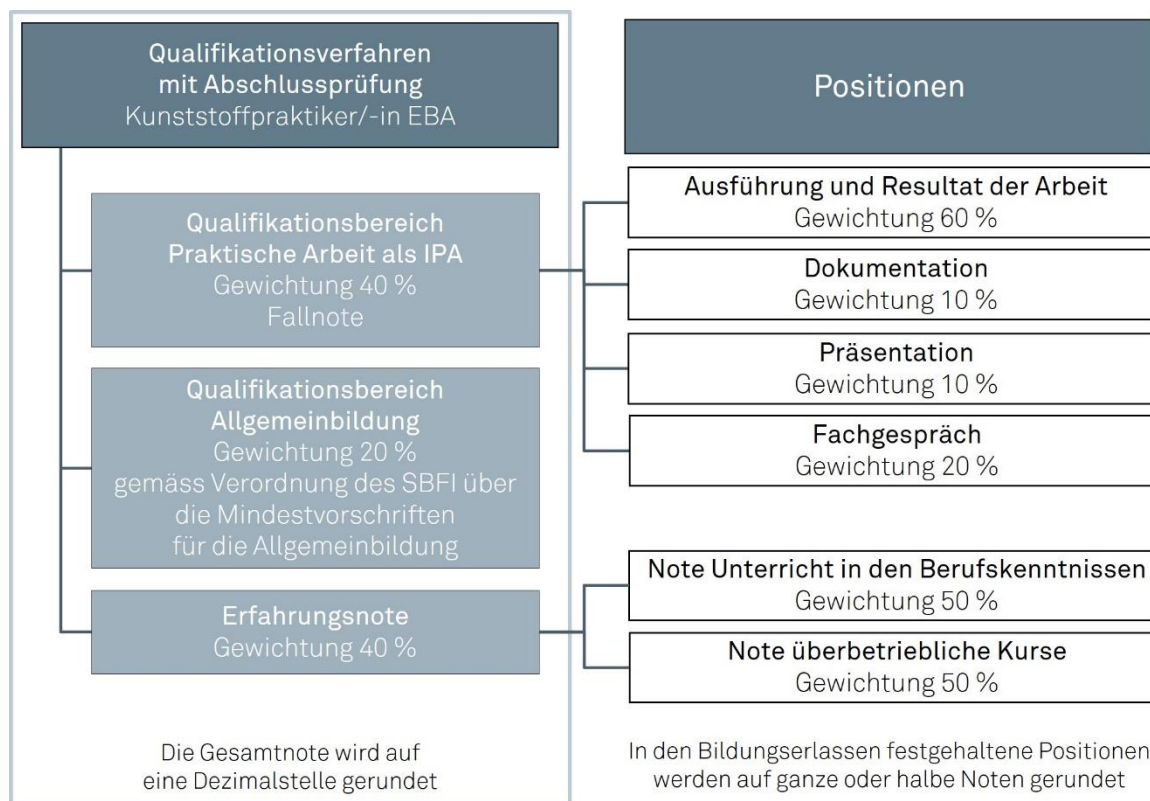 Qualifikationsverfahren
mit Abschlussprüfung
Kunststoffpraktiker/-in EBA
Qualifikationsbereich
Praktische Arbeit als IPA
Gewichtung 40 %
Fallnote
Qualifikationsbereich
Allgemeinbildung
Gewichtung 20 %
gemäss Verordnung des SBFI über
die Mindestvorschriften
für die Allgemeinbildung
Erfahrungsnote
Gewichtung 40 %
Die Gesamtnote wird auf
eine Dezimalstelle gerundet
Positionen
Ausführung und Resultat der Arbeit
Gewichtung 60 %
Dokumentation
Gewichtung 10 %
Präsentation
Gewichtung 10 %
Fachgespräch
Gewichtung 20 %
Note Unterricht in den Berufskenntnissen
Gewichtung 50 %
Note überbetriebliche Kurse
Gewichtung 50 %
In den Bildungserlassen festgehaltene Positionen
werden auf ganze oder halbe Noten gerundet